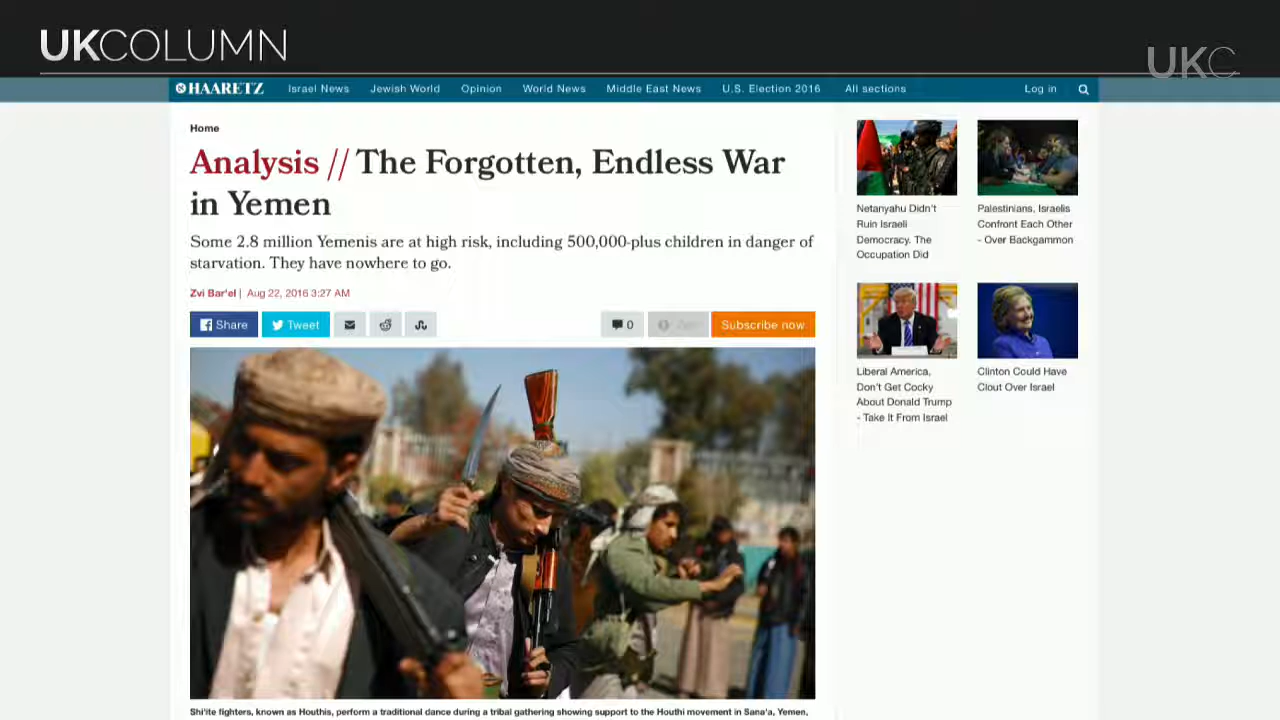 UKCOLUMN
UKC
HAARETZ Israel News Jewish World Opinion World News Middle East News U.S. Election 2016 All sections Log in
Home
Analysis // The Forgotten, Endless War
in Yemen
Some 2.8 million Yemenis are at high risk, including 500,000-plus children in danger of
starvation. They have nowhere to go.
Zvi Bar'el | Aug 22, 2016 3:27 AM
Share Tweet 0 Subscribe now
Shi'ite fighters, known as Houthis, perform a traditional dance during a tribal gathering showing support to the Houthi movement in Sana'a, Yemen,
Netanyahu Didn't
Ruin Israeli
Democracy. The
Occupation Did
Palestinians, Israelis
Confront Each Other
- Over Backgammon
Liberal America,
Don't Get Cocky
About Donald Trump
- Take It From Israel
Clinton Could Have
Clout Over Israel